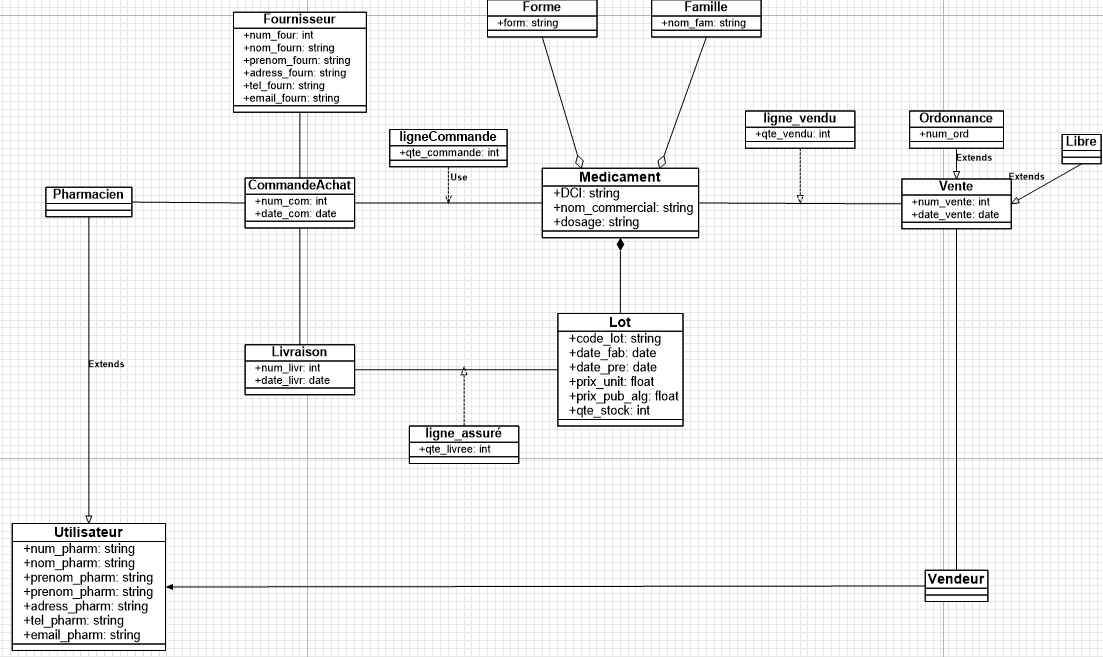 Fournisseur
+num_four: int
+nom_fourn: string
+prenom_fourn: string
+adress_fourn: string
+tel_fourn: string
+email_fourn: string
Forme
+form: string
Famille
+nom_fam: string
ligneCommande
+qte_commande: int
Use
ligne_vendu
+qte_vendu: int
Ordonnance
+num_ord
Extends
Libre
Extends
Pharmacien
CommandeAchat
+num_com: int
+date_com: date
Medicament
+DCI: string
+nom_commercial: string
+dosage: string
Vente
+num_vente: int
+date_vente: date
Extends
Livraison
+num_livr: int
+date_livr: date
Lot
+code_lot: string
+date_fab: date
+date_pre: date
+prix_unit: float
+prix_pub_alg: float
+qte_stock: int
ligne_assuré
+qte_livree: int
Utilisateur
+num_pharm: string
+nom_pharm: string
+prenom_pharm: string
+prenom_pharm: string
+adress_pharm: string
+tel_pharm: string
+email_pharm: string
Vendeur